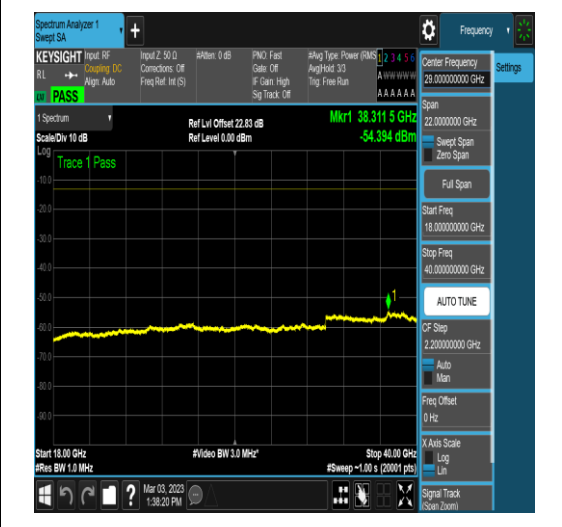 Spectrum Analyzer 1
Swept SA
+
Frequency
KEYSIGHT
RL
PASS
Input: RF
Coupling: DC
Align: Auto
Input Z: 50 Ω
Corrections: Off
Freq Ref: Int (S)
#Atten: 0 dB
PNO: Fast
Gate: Off
IF Gain: High
Sig Track: Off
#Avg Type: Power (RMS
Avg|Hold: 3/3
Trig: Free Run
1 2 3 4 5 6
A W W W W W
A A A A A A
1 Spectrum
Scale/Div 10 dB
Ref Lvl Offset 22.83 dB
Ref Level 0.00 dBm
Mkr1 38.311 5 GHz
-54.394 dBm
Log
Trace 1 Pass
-10.0
-20.0
-30.0
-40.0
-50.0
-60.0
-70.0
-80.0
-90.0
1
Start 18.00 GHz
#Res BW 1.0 MHz
#Video BW 3.0 MHz*
Stop 40.00 GHz
#Sweep ~1.00 s (20001 pts)
?
Mar 03, 2023
1:38:20 PM
Center Frequency
29.000000000 GHz
Settings
Span
22.0000000 GHz
Swept Span
Zero Span
Full Span
Start Freq
18.000000000 GHz
Stop Freq
40.000000000 GHz
AUTO TUNE
CF Step
2.200000000 GHz
Auto
Man
Freq Offset
0 Hz
X Axis Scale
Log
Lin
Signal Track
(Span Zoom)